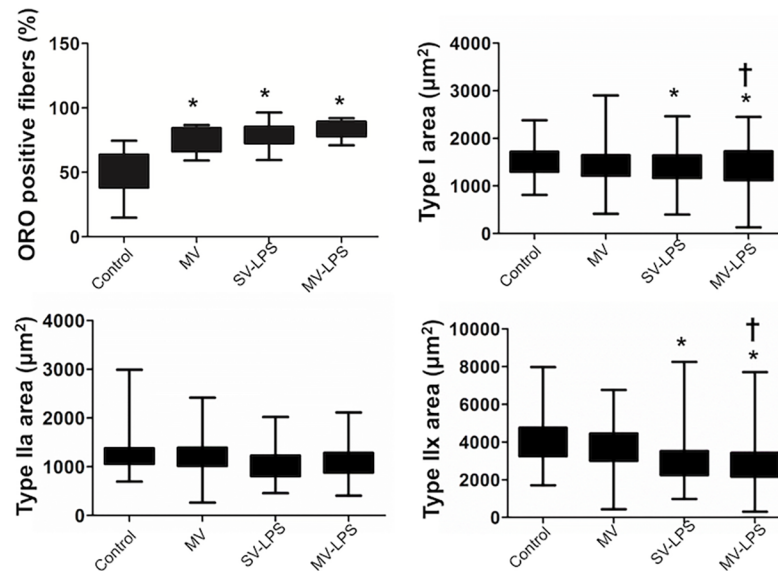 ORO positive fibers (%)
150
100
50
0
*
*
*
Control
MV
SV-LPS
MV-LPS
Type I area (µm²)
4000
3000
2000
1000
0
*
†
*
Control
MV
SV-LPS
MV-LPS
Type IIa area (µm²)
4000
3000
2000
1000
0
Control
MV
SV-LPS
MV-LPS
Type IIx area (µm²)
10000
8000
6000
4000
2000
0
*
†
*
Control
MV
SV-LPS
MV-LPS